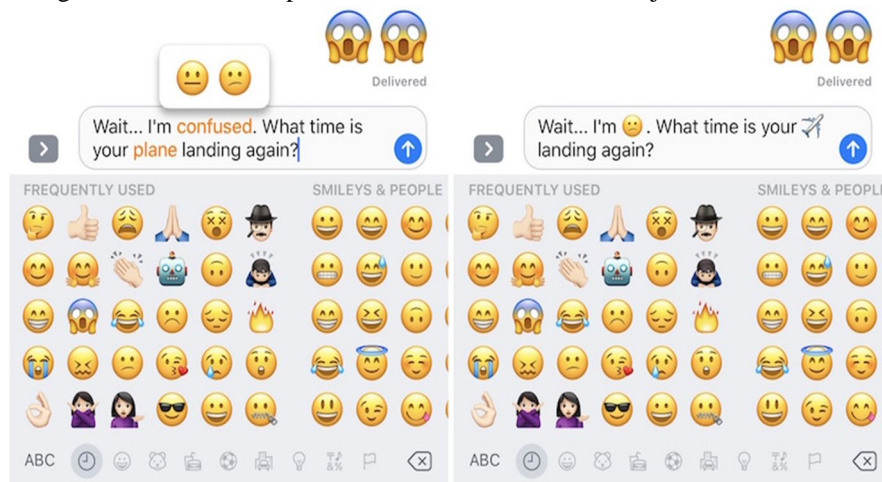 Delivered
Wait... I'm confused. What time is
your plane landing again?
FREQUENTLY USED
SMILEYS & PEOPLE
ABC
Delivered
Wait... I'm 😕. What time is your ✈️
landing again?
FREQUENTLY USED
SMILEYS & PEOPL
ABC